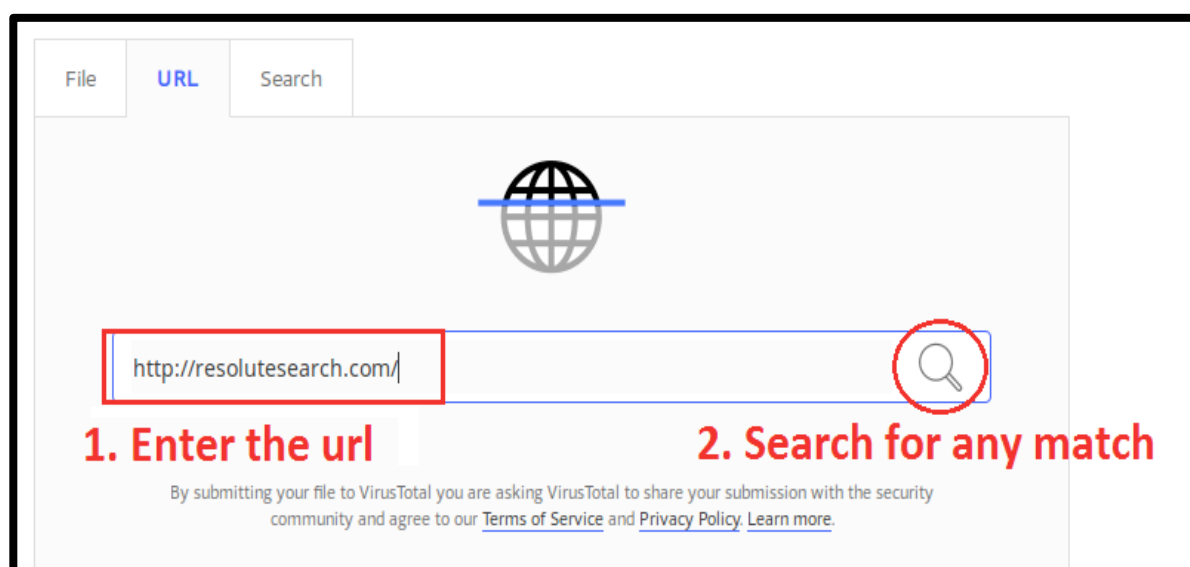 File URL Search
http://resolutesearch.com/
1. Enter the url
2. Search for any match
By submitting your file to VirusTotal you are asking VirusTotal to share your submission with the security
community and agree to our Terms of Service and Privacy Policy. Learn more.